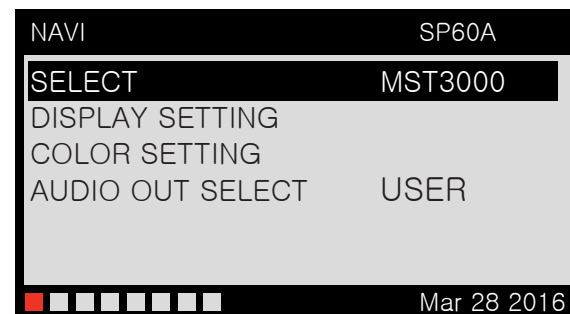 NAVI SP60A
SELECT MST3000
DISPLAY SETTING
COLOR SETTING
AUDIO OUT SELECT USER
Mar 28 2016